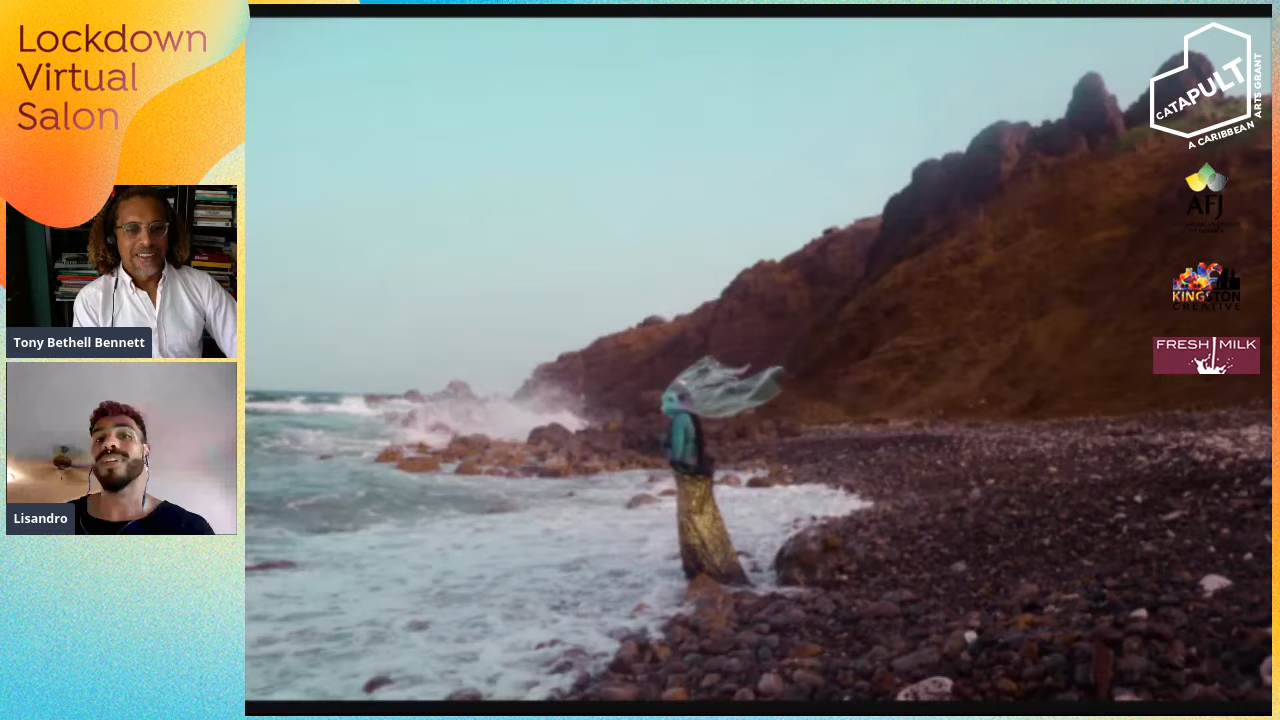 Lockdown
Virtual
Salon
Tony Bethell Bennett
Lisandro
CATAPULT
A CARIBBEAN
ARTS GRANT
AFJ
KINGSTON
CREATIVE
FRESH MILK